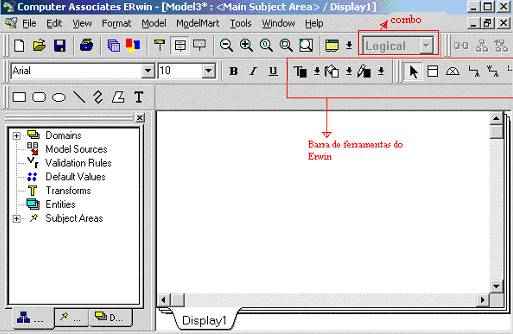 Computer Associates ERwin - [Model3* : <Main Subject Area> / Display1]
File Edit View Format Model ModelMart Tools Window Help
combo
Logical
Arial 10 B I U
T
Barra de ferramentas do
Erwin
Domains
Model Sources
Validation Rules
Default Values
Transforms
Entities
Subject Areas
D...
Display1